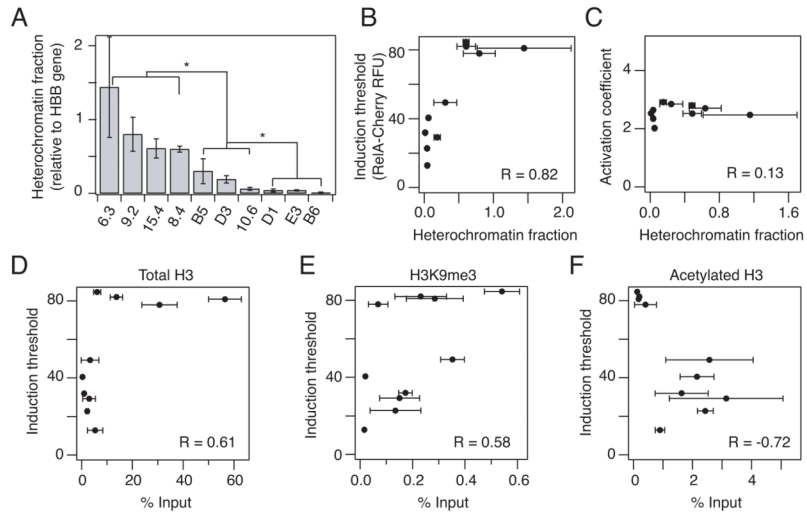 A
Heterochromatin fraction
(relative to HBB gene)
2
1
0
*
*
6.3
9.2
15.4
8.4
B5
D3
10.6
D1
E3
B6
B
Induction threshold
(RelA-Cherry RFU)
80
40
0
R = 0.82
0.0
1.0
2.0
Heterochromatin fraction
C
Activation coefficient
4
2
0
R = 0.13
0.0
0.8
1.6
Heterochromatin fraction
D
Total H3
Induction threshold
80
40
0
R = 0.61
0
20
40
60
% Input
E
H3K9me3
Induction threshold
80
40
0
R = 0.58
0.0
0.2
0.4
0.6
% Input
F
Acetylated H3
Induction threshold
80
40
0
R = -0.72
0
2
4
% Input